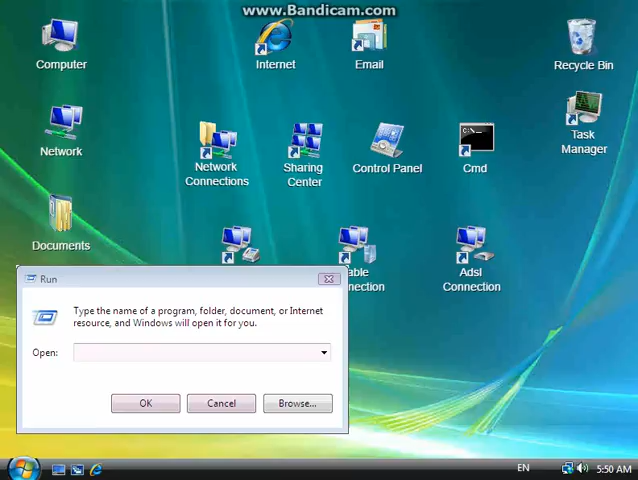 www.Bandicam.com
Computer
Internet
Email
Recycle Bin
Network
Network
Connections
Sharing
Center
Control Panel
Cmd
Task
Manager
Documents
Adsl
Connection
Run
Type the name of a program, folder, document, or Internet
resource, and Windows will open it for you.
Open:
OK
Cancel
Browse...
EN
5:50 AM